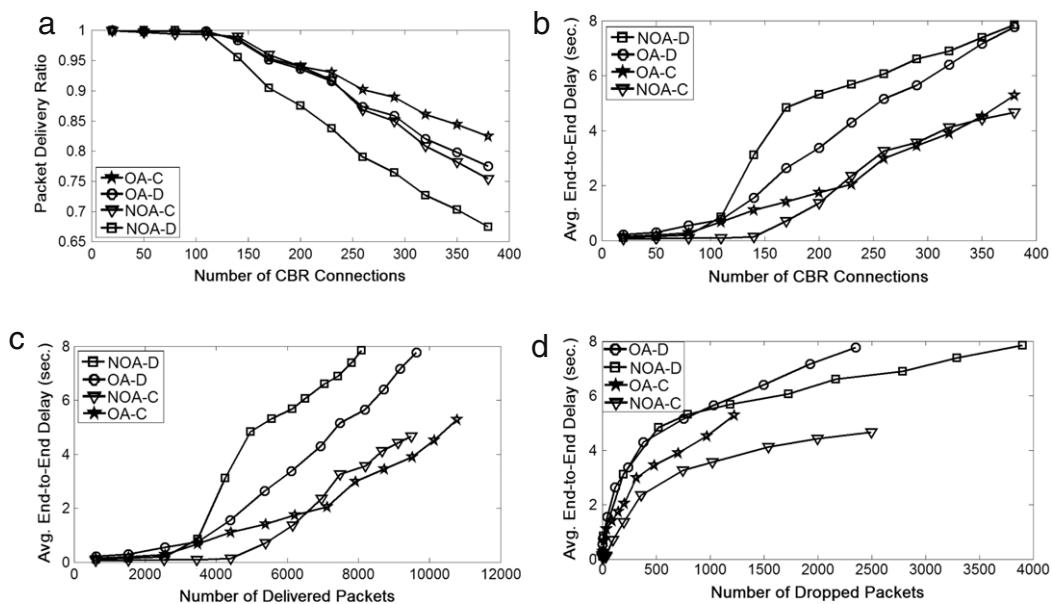 a
1
0.95
0.9
0.85
0.8
0.75
0.7
0.65
Packet Delivery Ratio
OA-C
OA-D
NOA-C
NOA-D
0 50 100 150 200 250 300 350 400
Number of CBR Connections
b
8
6
4
2
0
Avg. End-to-End Delay (sec.)
NOA-D
OA-D
OA-C
NOA-C
0 50 100 150 200 250 300 350 400
Number of CBR Connections
c
8
6
4
2
0
Avg. End-to-End Delay (sec.)
NOA-D
OA-D
NOA-C
OA-C
0 2000 4000 6000 8000 10000 12000
Number of Delivered Packets
d
8
6
4
2
0
Avg. End-to-End Delay (sec.)
OA-D
NOA-D
OA-C
NOA-C
0 500 1000 1500 2000 2500 3000 3500 4000
Number of Dropped Packets